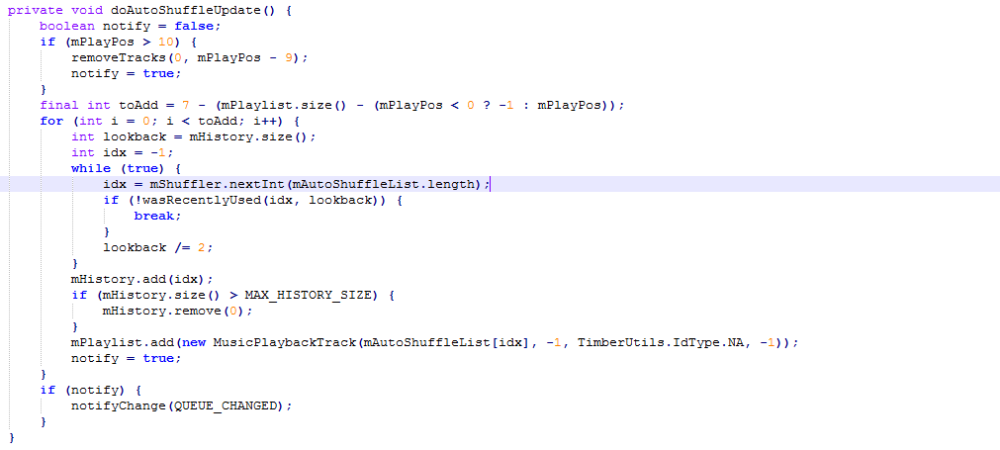 private void doAutoShuffleUpdate() {
    boolean notify = false;
    if (mPlayPos > 10) {
        removeTracks(0, mPlayPos - 9);
        notify = true;
    }
    final int toAdd = 7 - (mPlaylist.size() - (mPlayPos < 0 ? -1 : mPlayPos));
    for (int i = 0; i < toAdd; i++) {
        int lookback = mHistory.size();
        int idx = -1;
        while (true) {
            idx = mShuffler.nextInt(mAutoShuffleList.length);
            if (!wasRecentlyUsed(idx, lookback)) {
                break;
            }
            lookback /= 2;
        }
        mHistory.add(idx);
        if (mHistory.size() > MAX_HISTORY_SIZE) {
            mHistory.remove(0);
        }
        mPlaylist.add(new MusicPlaybackTrack(mAutoShuffleList[idx], -1, TimberUtils.IdType.NA, -1));
        notify = true;
    }
    if (notify) {
        notifyChange(QUEUE_CHANGED);
    }
}